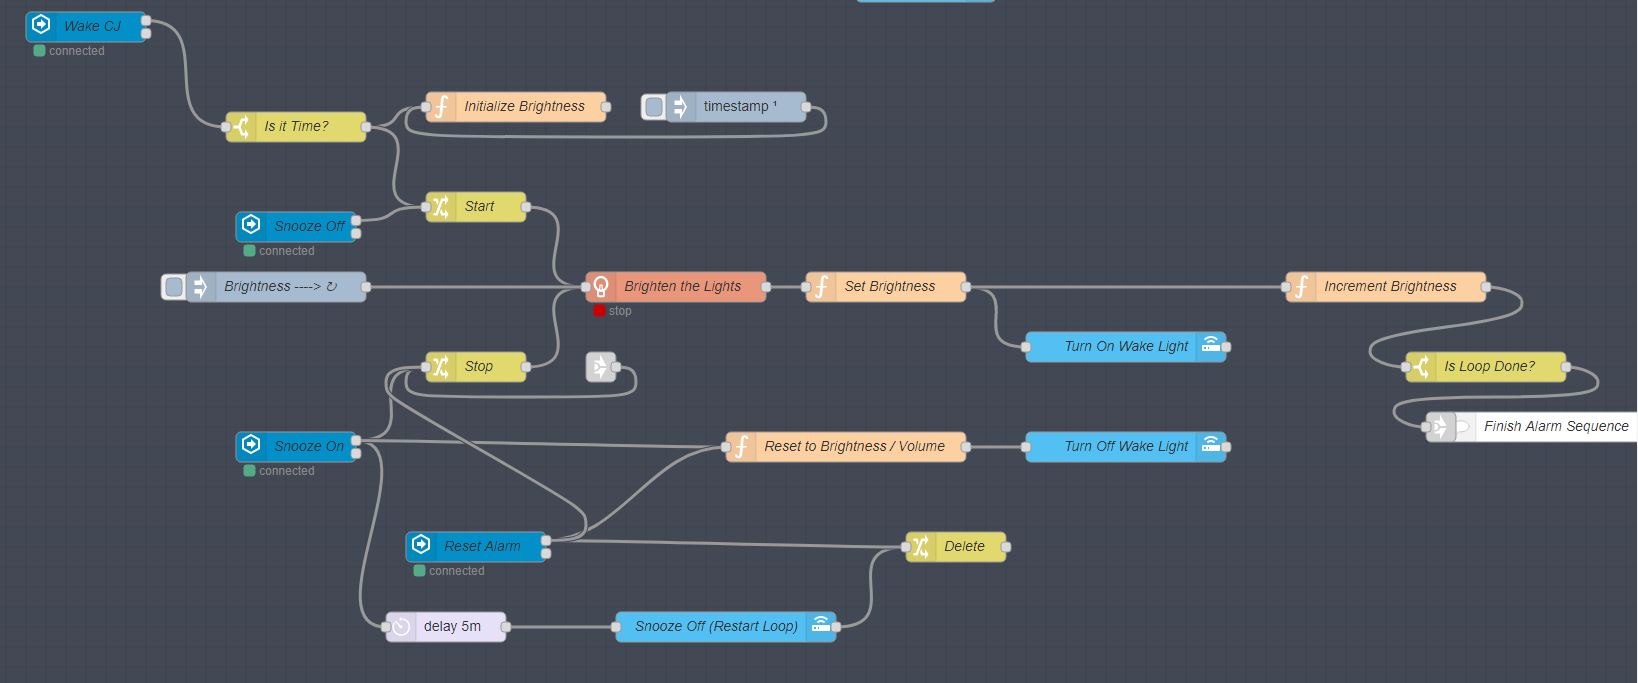 Wake CJ
connected
Initialize Brightness
timestamp ¹
Is it Time?
Start
Snooze Off
connected
Brightness ----> ↻
Brighten the Lights
Set Brightness
Increment Brightness
stop
Turn On Wake Light
Stop
Is Loop Done?
Finish Alarm Sequence
Snooze On
Reset to Brightness / Volume
Turn Off Wake Light
connected
Reset Alarm
Delete
connected
delay 5m
Snooze Off (Restart Loop)